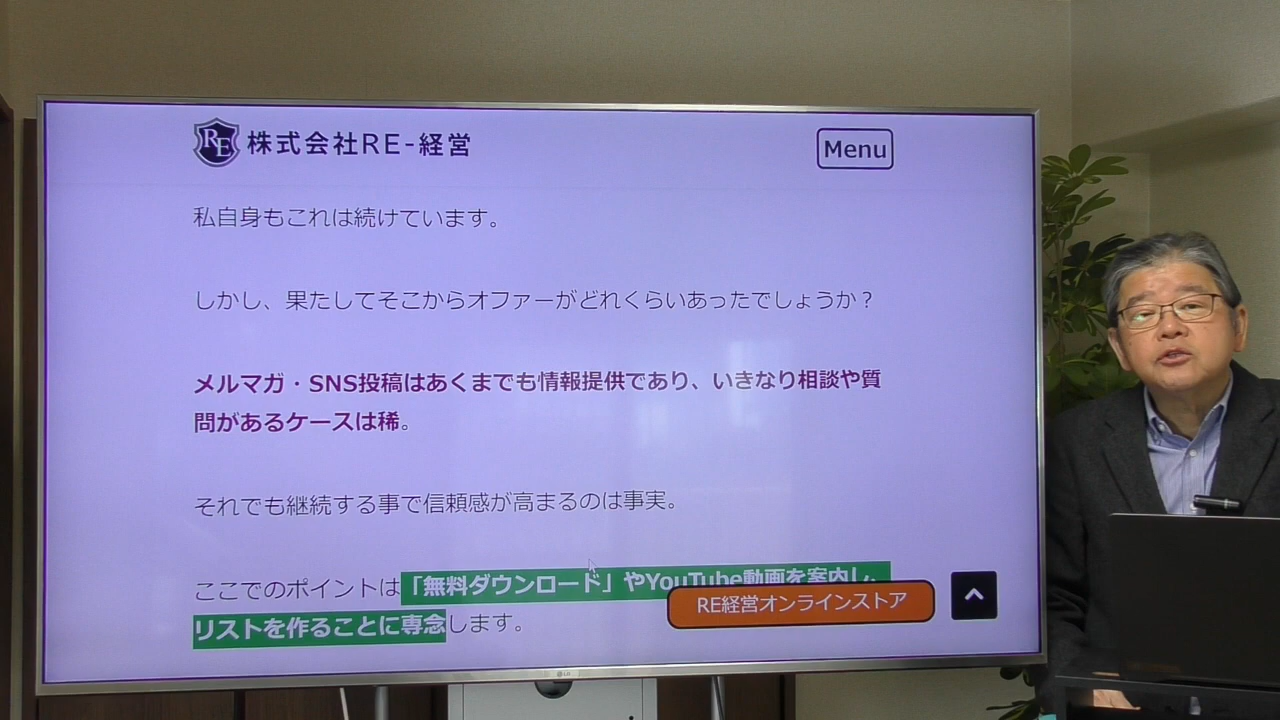 RE 株式会社RE-経営
Menu
私自身もこれは続けています。
しかし、果たしてそこからオファーがどれくらいあったでしょうか？
メルマガ・SNS投稿はあくまでも情報提供であり、いきなり相談や質
問があるケースは稀。
それでも継続する事で信頼感が高まるのは事実。
ここでのポイントは「無料ダウンロード」やYouTube動画を案内し、
リストを作ることに専念します。
RE経営オンラインストア
LG